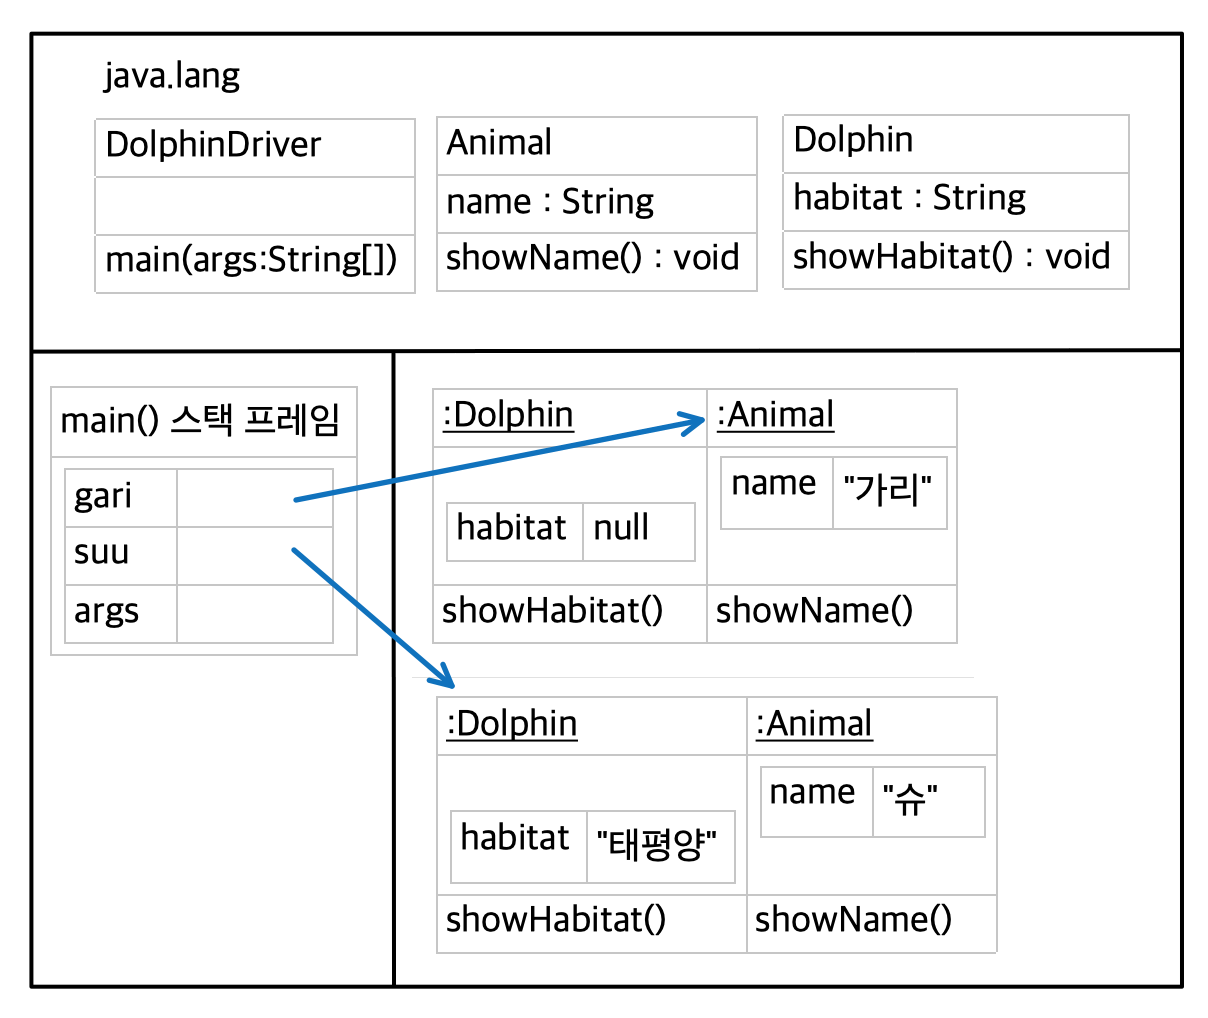 java.lang
DolphinDriver
main(args:String[])
Animal
name : String
showName() : void
Dolphin
habitat : String
showHabitat() : void
main() 스택 프레임
gari
suu
args
:Dolphin
:Animal
name "가리"
habitat null
showHabitat() showName()
:Dolphin
:Animal
name "슈"
habitat "태평양"
showHabitat() showName()